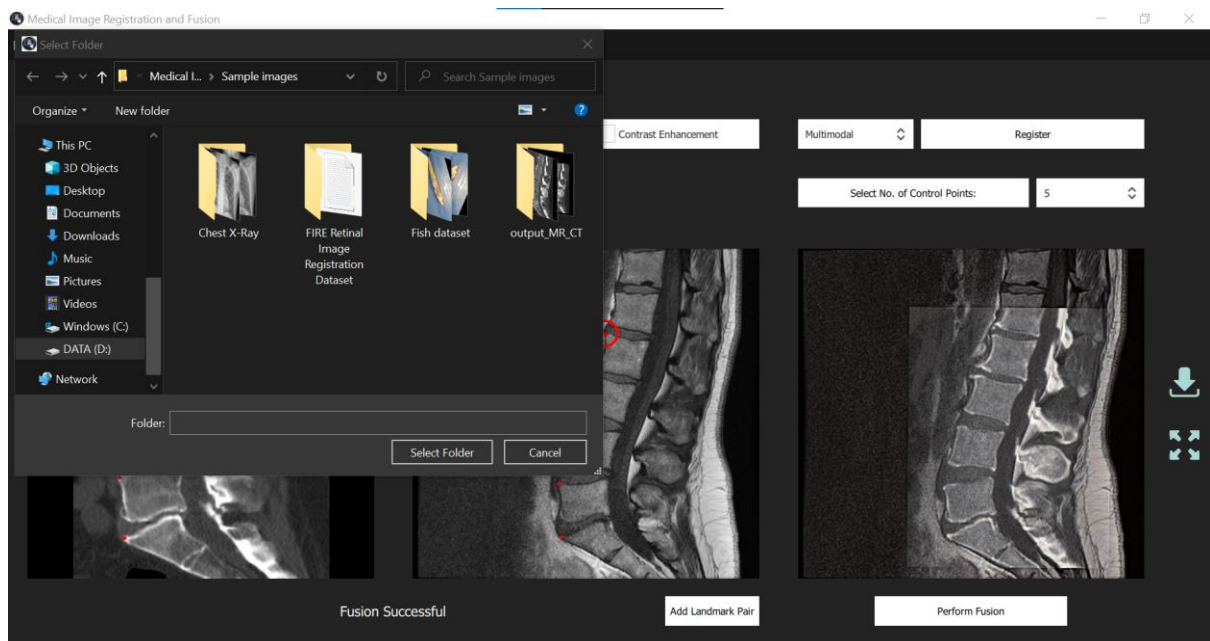 Medical Image Registration and Fusion
Select Folder
Medical I... › Sample images
Search Sample images
Organize
New folder
This PC
3D Objects
Desktop
Documents
Downloads
Music
Pictures
Videos
Windows (C:)
DATA (D:)
Network
Chest X-Ray
FIRE Retinal
Image
Registration
Dataset
Fish dataset
output_MR_CT
Folder:
Select Folder
Cancel
Contrast Enhancement
Multimodal
Register
Select No. of Control Points:
5
Fusion Successful
Add Landmark Pair
Perform Fusion